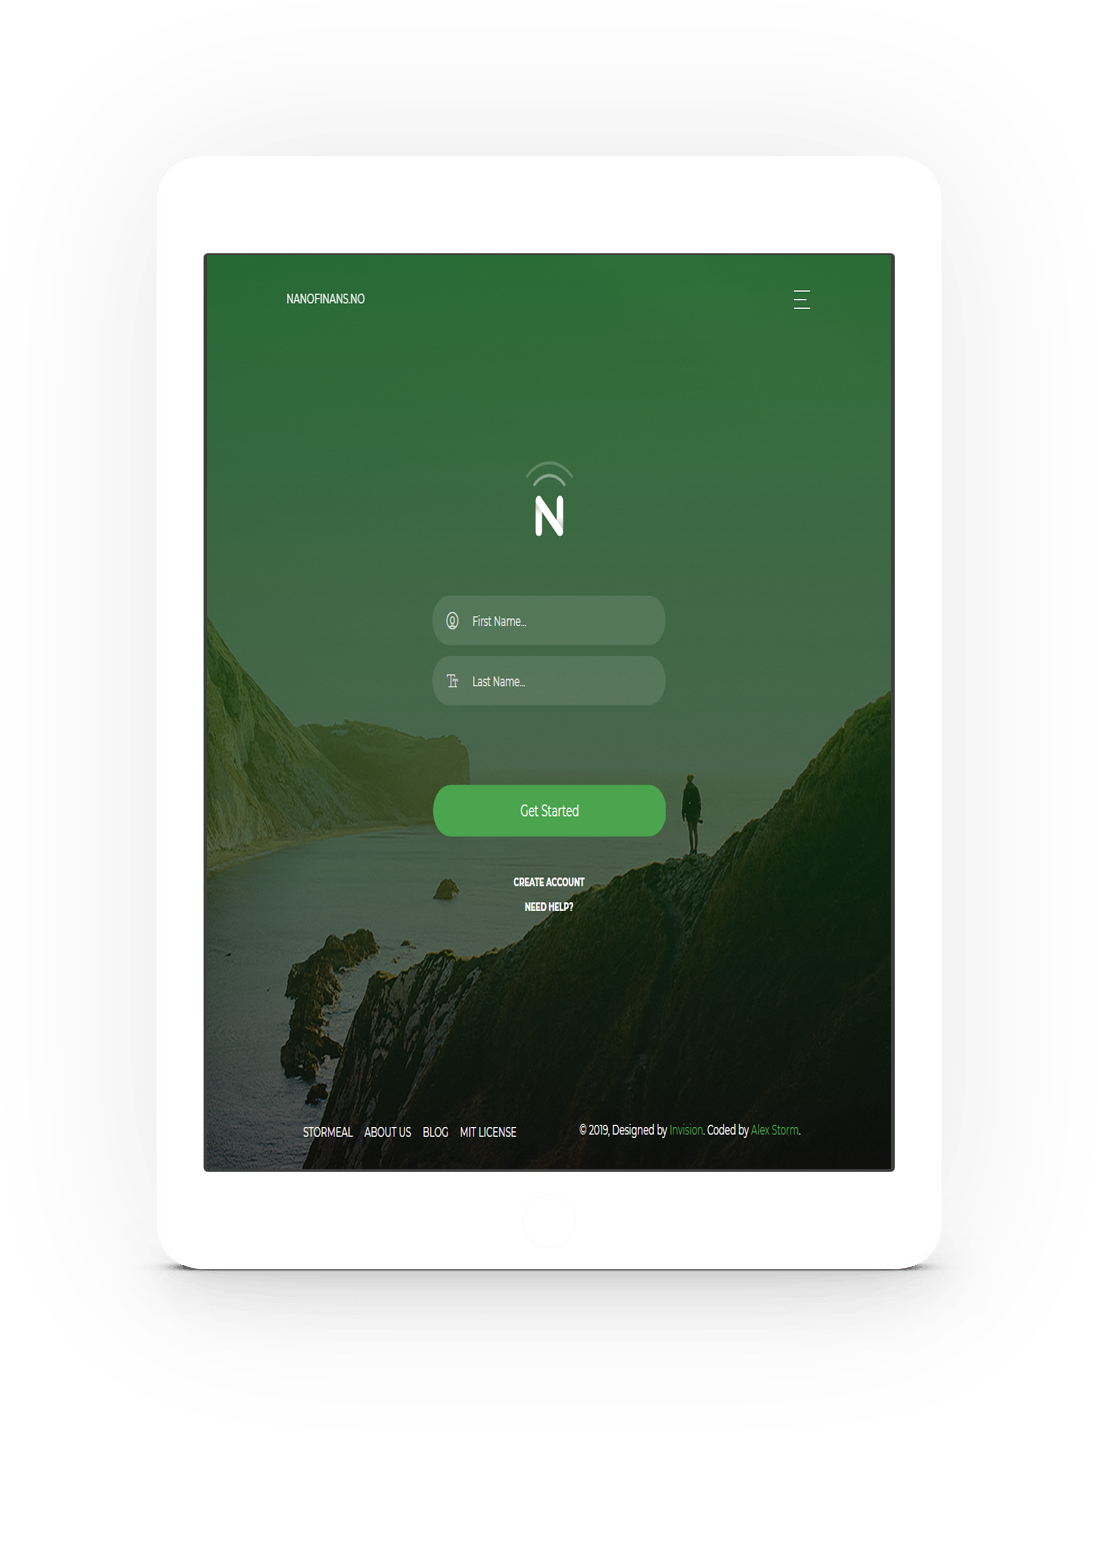 NANOFINANS.NO
N
First Name...
Last Name...
Get Started
CREATE ACCOUNT
NEED HELP?
STORMEAL ABOUT US BLOG MIT LICENSE
© 2019, Designed by Invision. Coded by Alex Storm.